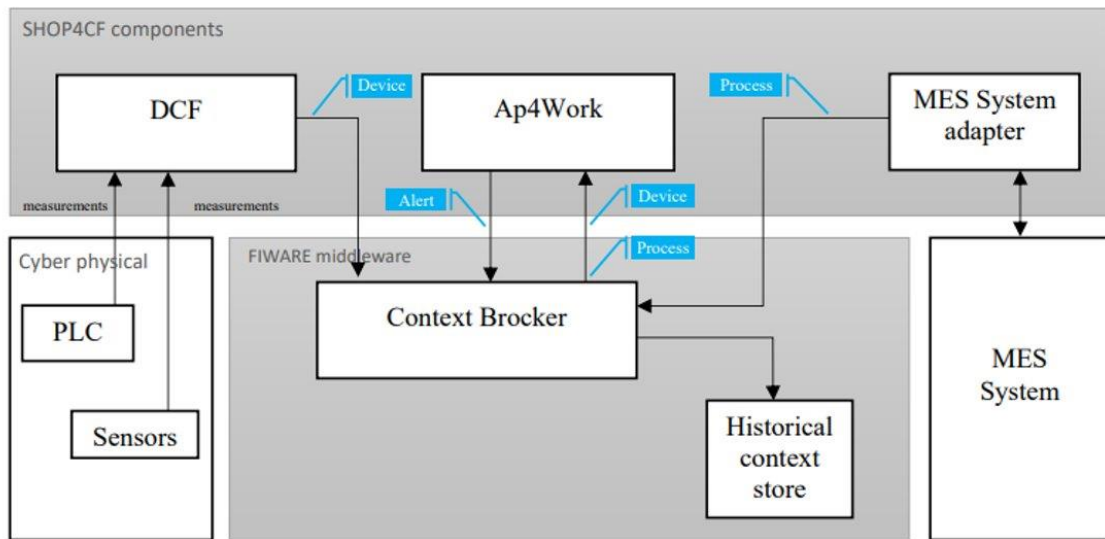 SHOP4CF components
DCF
Device
Ap4Work
Process
MES System
adapter
measurements
measurements
Alert
Device
Cyber physical
FIWARE middleware
Process
PLC
Context Brocker
MES
System
Sensors
Historical
context
store